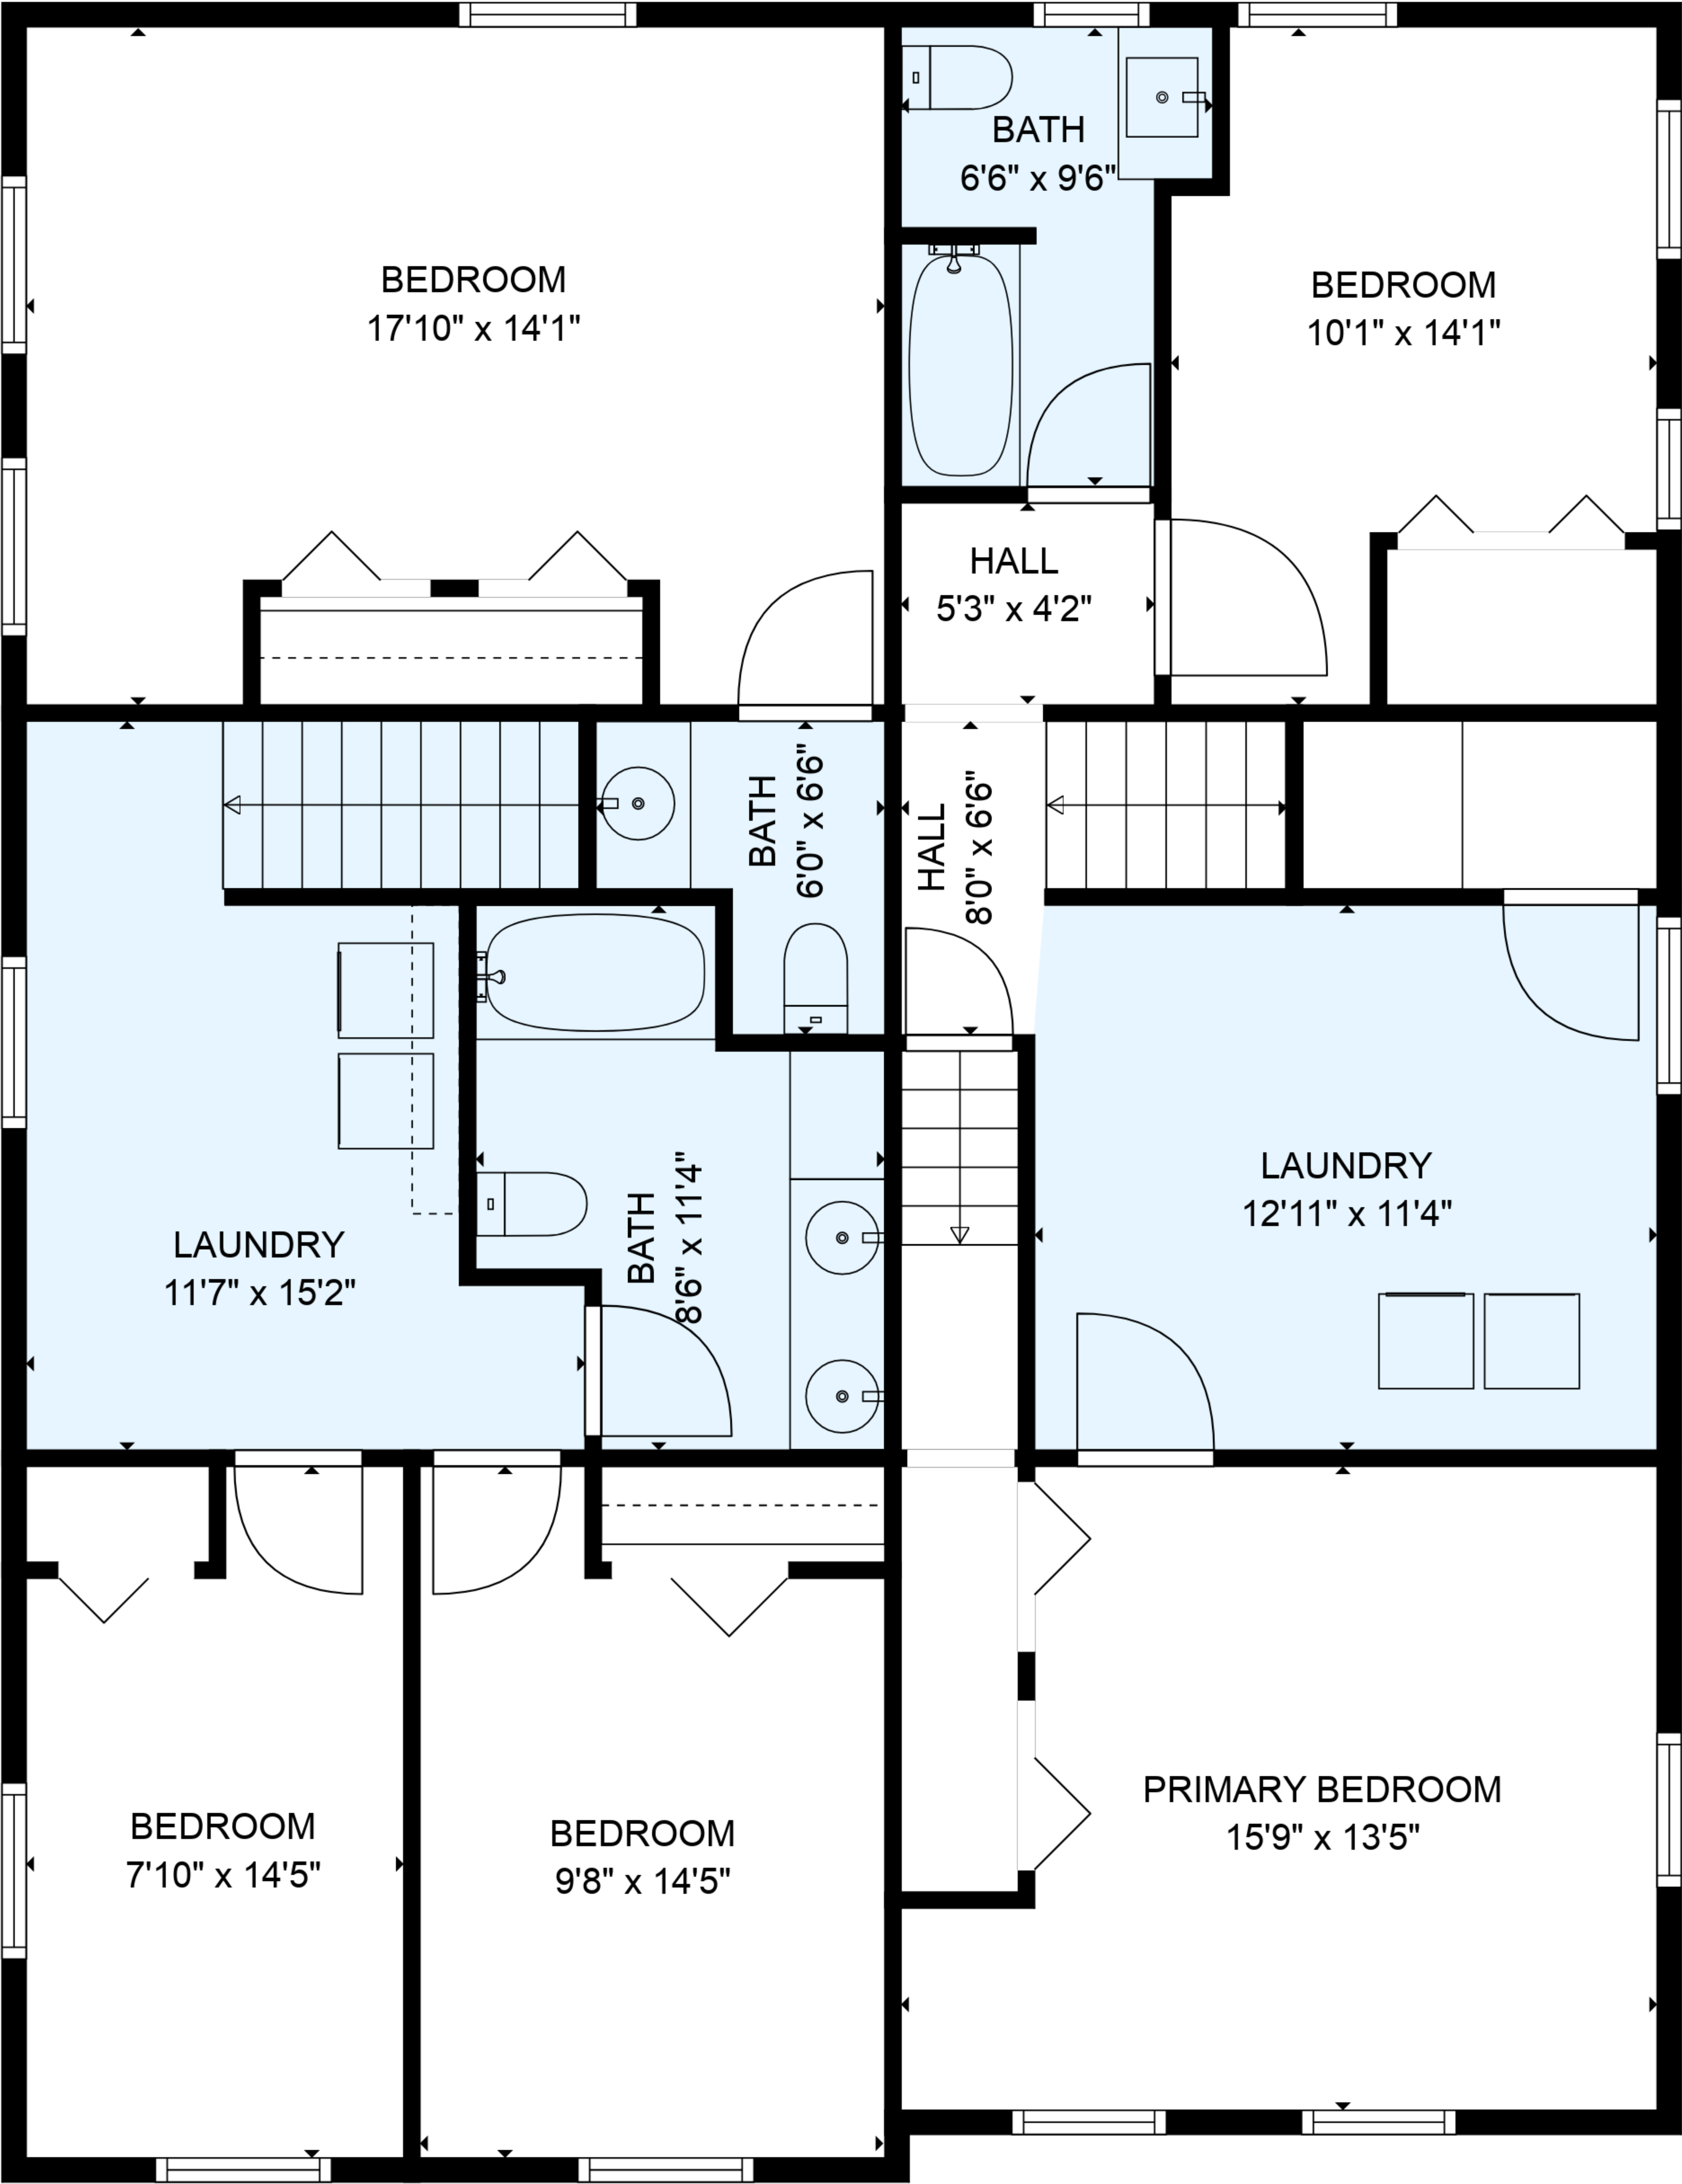 BATH
6'6" x 9'6"
BEDROOM
17'10" x 14'1"
BEDROOM
10'1" x 14'1"
HALL
5'3" x 4'2"
BATH
6'0" x 6'6"
HALL
8'0" x 6'6"
LAUNDRY
11'7" x 15'2"
BATH
8'6" x 11'4"
LAUNDRY
12'11" x 11'4"
BEDROOM
7'10" x 14'5"
BEDROOM
9'8" x 14'5"
PRIMARY BEDROOM
15'9" x 13'5"